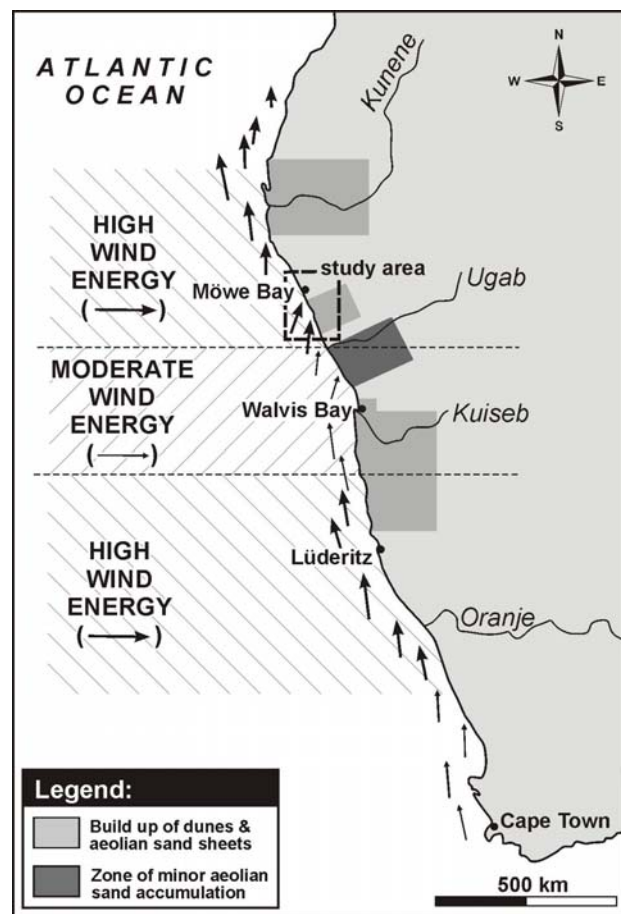 ATLANTIC
OCEAN
Kunene
N
W
E
S
HIGH
WIND
ENERGY
( )
study area
Möwe Bay
Ugab
MODERATE
WIND
ENERGY
( )
Walvis Bay
Kuiseb
HIGH
WIND
ENERGY
( )
Lüderitz
Oranje
Cape Town
Legend:
Build up of dunes &
aeolian sand sheets
Zone of minor aeolian
sand accumulation
500 km